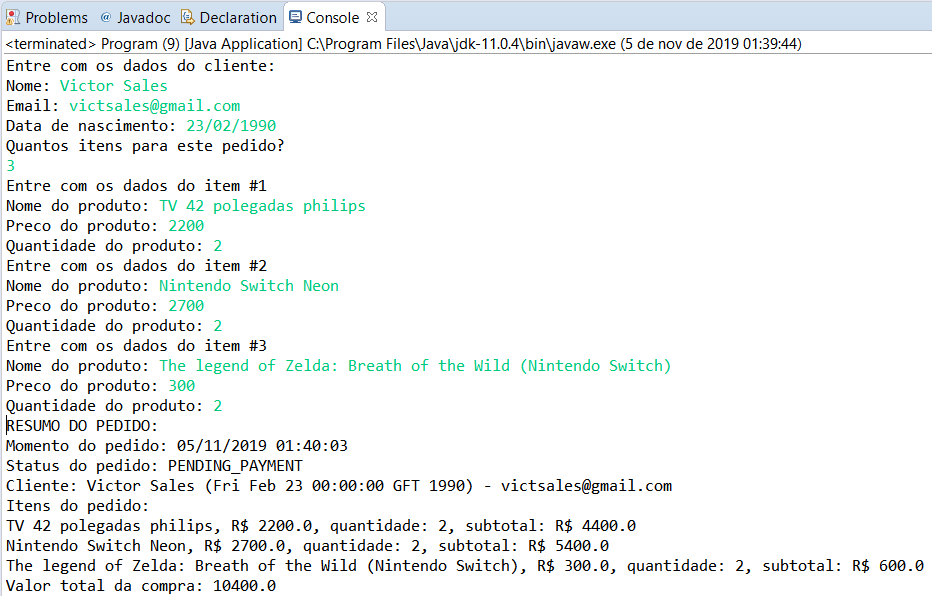 Problems @ Javadoc Declaration Console
<terminated> Program (9) [Java Application] C:\Program Files\Java\jdk-11.0.4\bin\javaw.exe (5 de nov de 2019 01:39:44)
Entre com os dados do cliente:
Nome: Victor Sales
Email: victsales@gmail.com
Data de nascimento: 23/02/1990
Quantos itens para este pedido?
3
Entre com os dados do item #1
Nome do produto: TV 42 polegadas philips
Preco do produto: 2200
Quantidade do produto: 2
Entre com os dados do item #2
Nome do produto: Nintendo Switch Neon
Preco do produto: 2700
Quantidade do produto: 2
Entre com os dados do item #3
Nome do produto: The legend of Zelda: Breath of the Wild (Nintendo Switch)
Preco do produto: 300
Quantidade do produto: 2
RESUMO DO PEDIDO:
Momento do pedido: 05/11/2019 01:40:03
Status do pedido: PENDING_PAYMENT
Cliente: Victor Sales (Fri Feb 23 00:00:00 GFT 1990) - victsales@gmail.com
Itens do pedido:
TV 42 polegadas philips, R$ 2200.0, quantidade: 2, subtotal: R$ 4400.0
Nintendo Switch Neon, R$ 2700.0, quantidade: 2, subtotal: R$ 5400.0
The legend of Zelda: Breath of the Wild (Nintendo Switch), R$ 300.0, quantidade: 2, subtotal: R$ 600.0
Valor total da compra: 10400.0